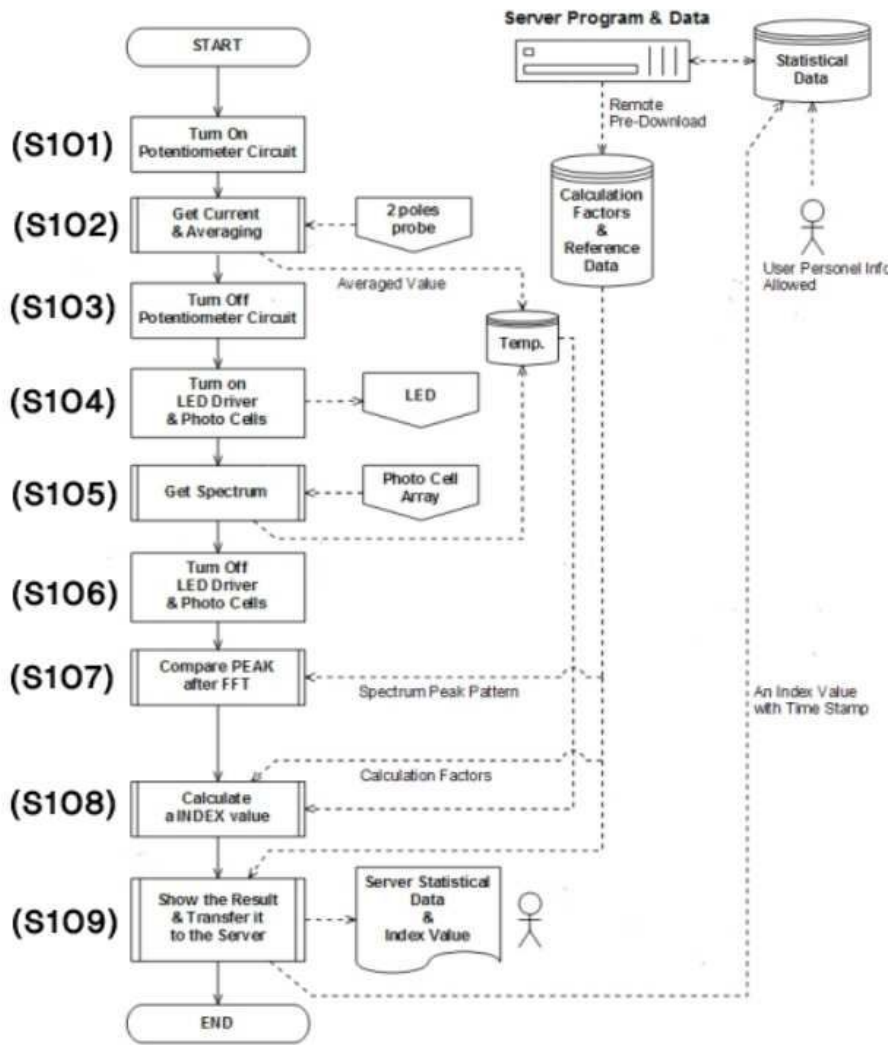 Server Program & Data
START
Statistical
Data
Remote
Pre-Download
(S101)
Turn On
Potentiometer Circuit
(S102)
Get Current
& Averaging
2 poles
probe
Calculation
Factors
&
Reference
Data
User Personel Info
Allowed
Averaged Value
(S103)
Turn Off
Potentiometer Circuit
Temp.
(S104)
Turn on
LED Driver
& Photo Cells
LED
(S105)
Get Spectrum
Photo Cell
Array
(S106)
Turn Off
LED Driver
& Photo Cells
(S107)
Compare PEAK
after FFT
Spectrum Peak Pattern
An Index Value
with Time Stamp
Calculation Factors
(S108)
Calculate
a INDEX value
(S109)
Show the Result
& Transfer it
to the Server
Server Statistical
Data
&
Index Value
END